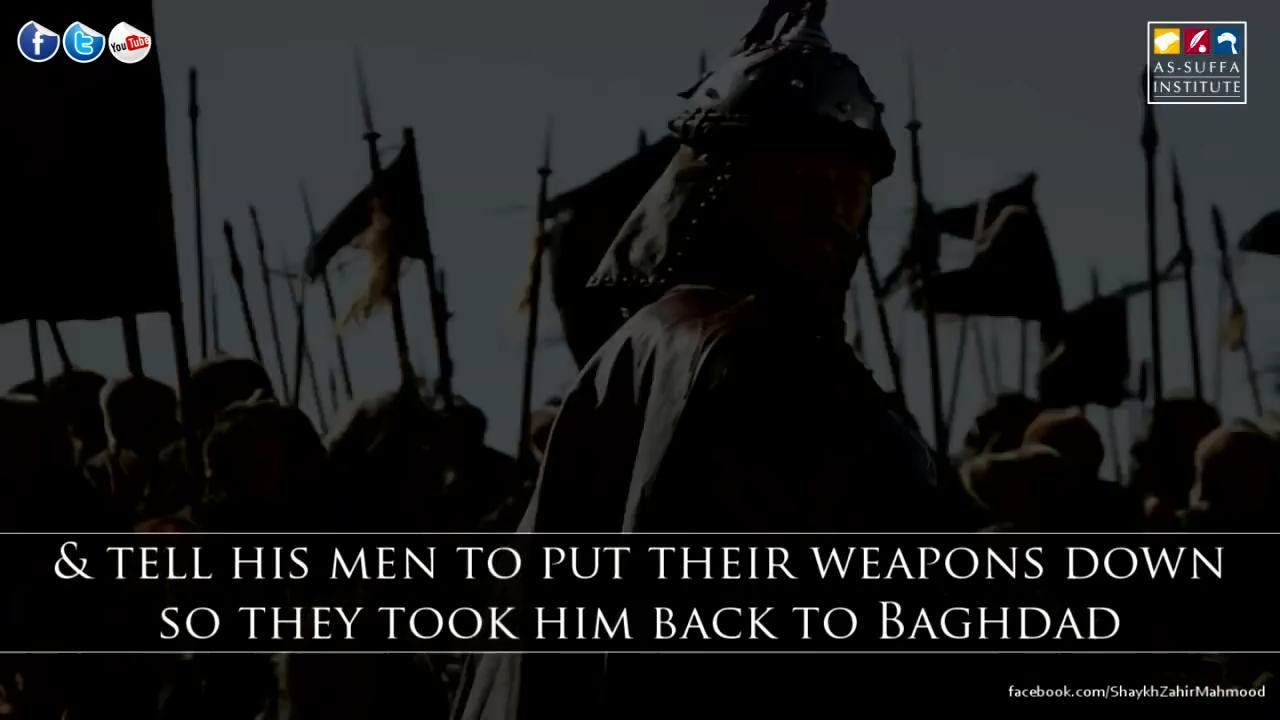 f
t
You Tube
AS-SUFFA
INSTITUTE
& TELL HIS MEN TO PUT THEIR WEAPONS DOWN
SO THEY TOOK HIM BACK TO BAGHDAD
facebook.com/ShaykhZahirMahmood